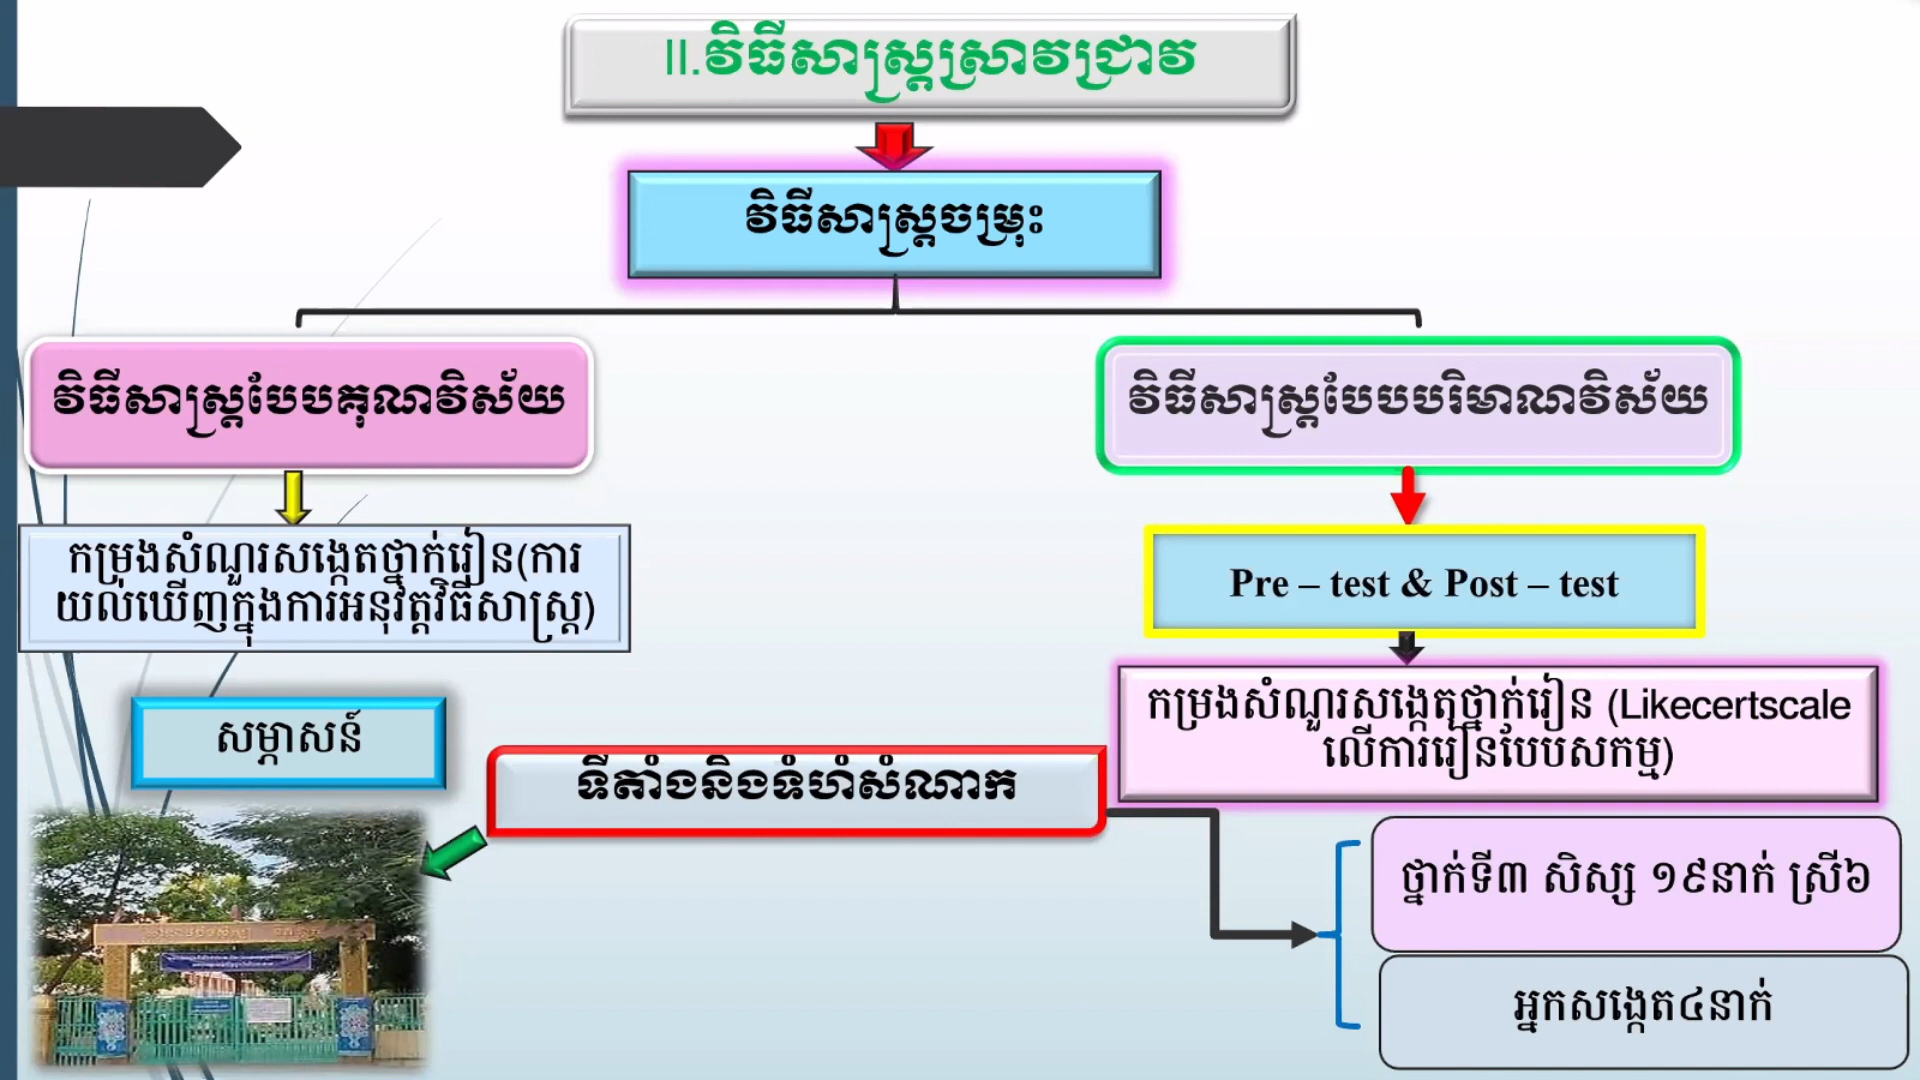 II.វិធីសាស្ត្រស្រាវជ្រាវ
វិធីសាស្ត្រចម្រុះ
វិធីសាស្ត្របែបគុណវិស័យ
វិធីសាស្ត្របែបបរិមាណវិស័យ
កម្រងសំណួរសង្កេតថ្នាក់រៀន(ការ
យល់ឃើញក្នុងការអនុវត្តវិធីសាស្ត្រ)
Pre – test & Post – test
សម្ភាសន៍
កម្រងសំណួរសង្កេតថ្នាក់រៀន (Likecertscale
លើការរៀនបែបសកម្ម)
ទីតាំងនិងទំហំសំណាក
ថ្នាក់ទី៣ សិស្ស ១៩នាក់ ស្រី៦
អ្នកសង្កេត៤នាក់